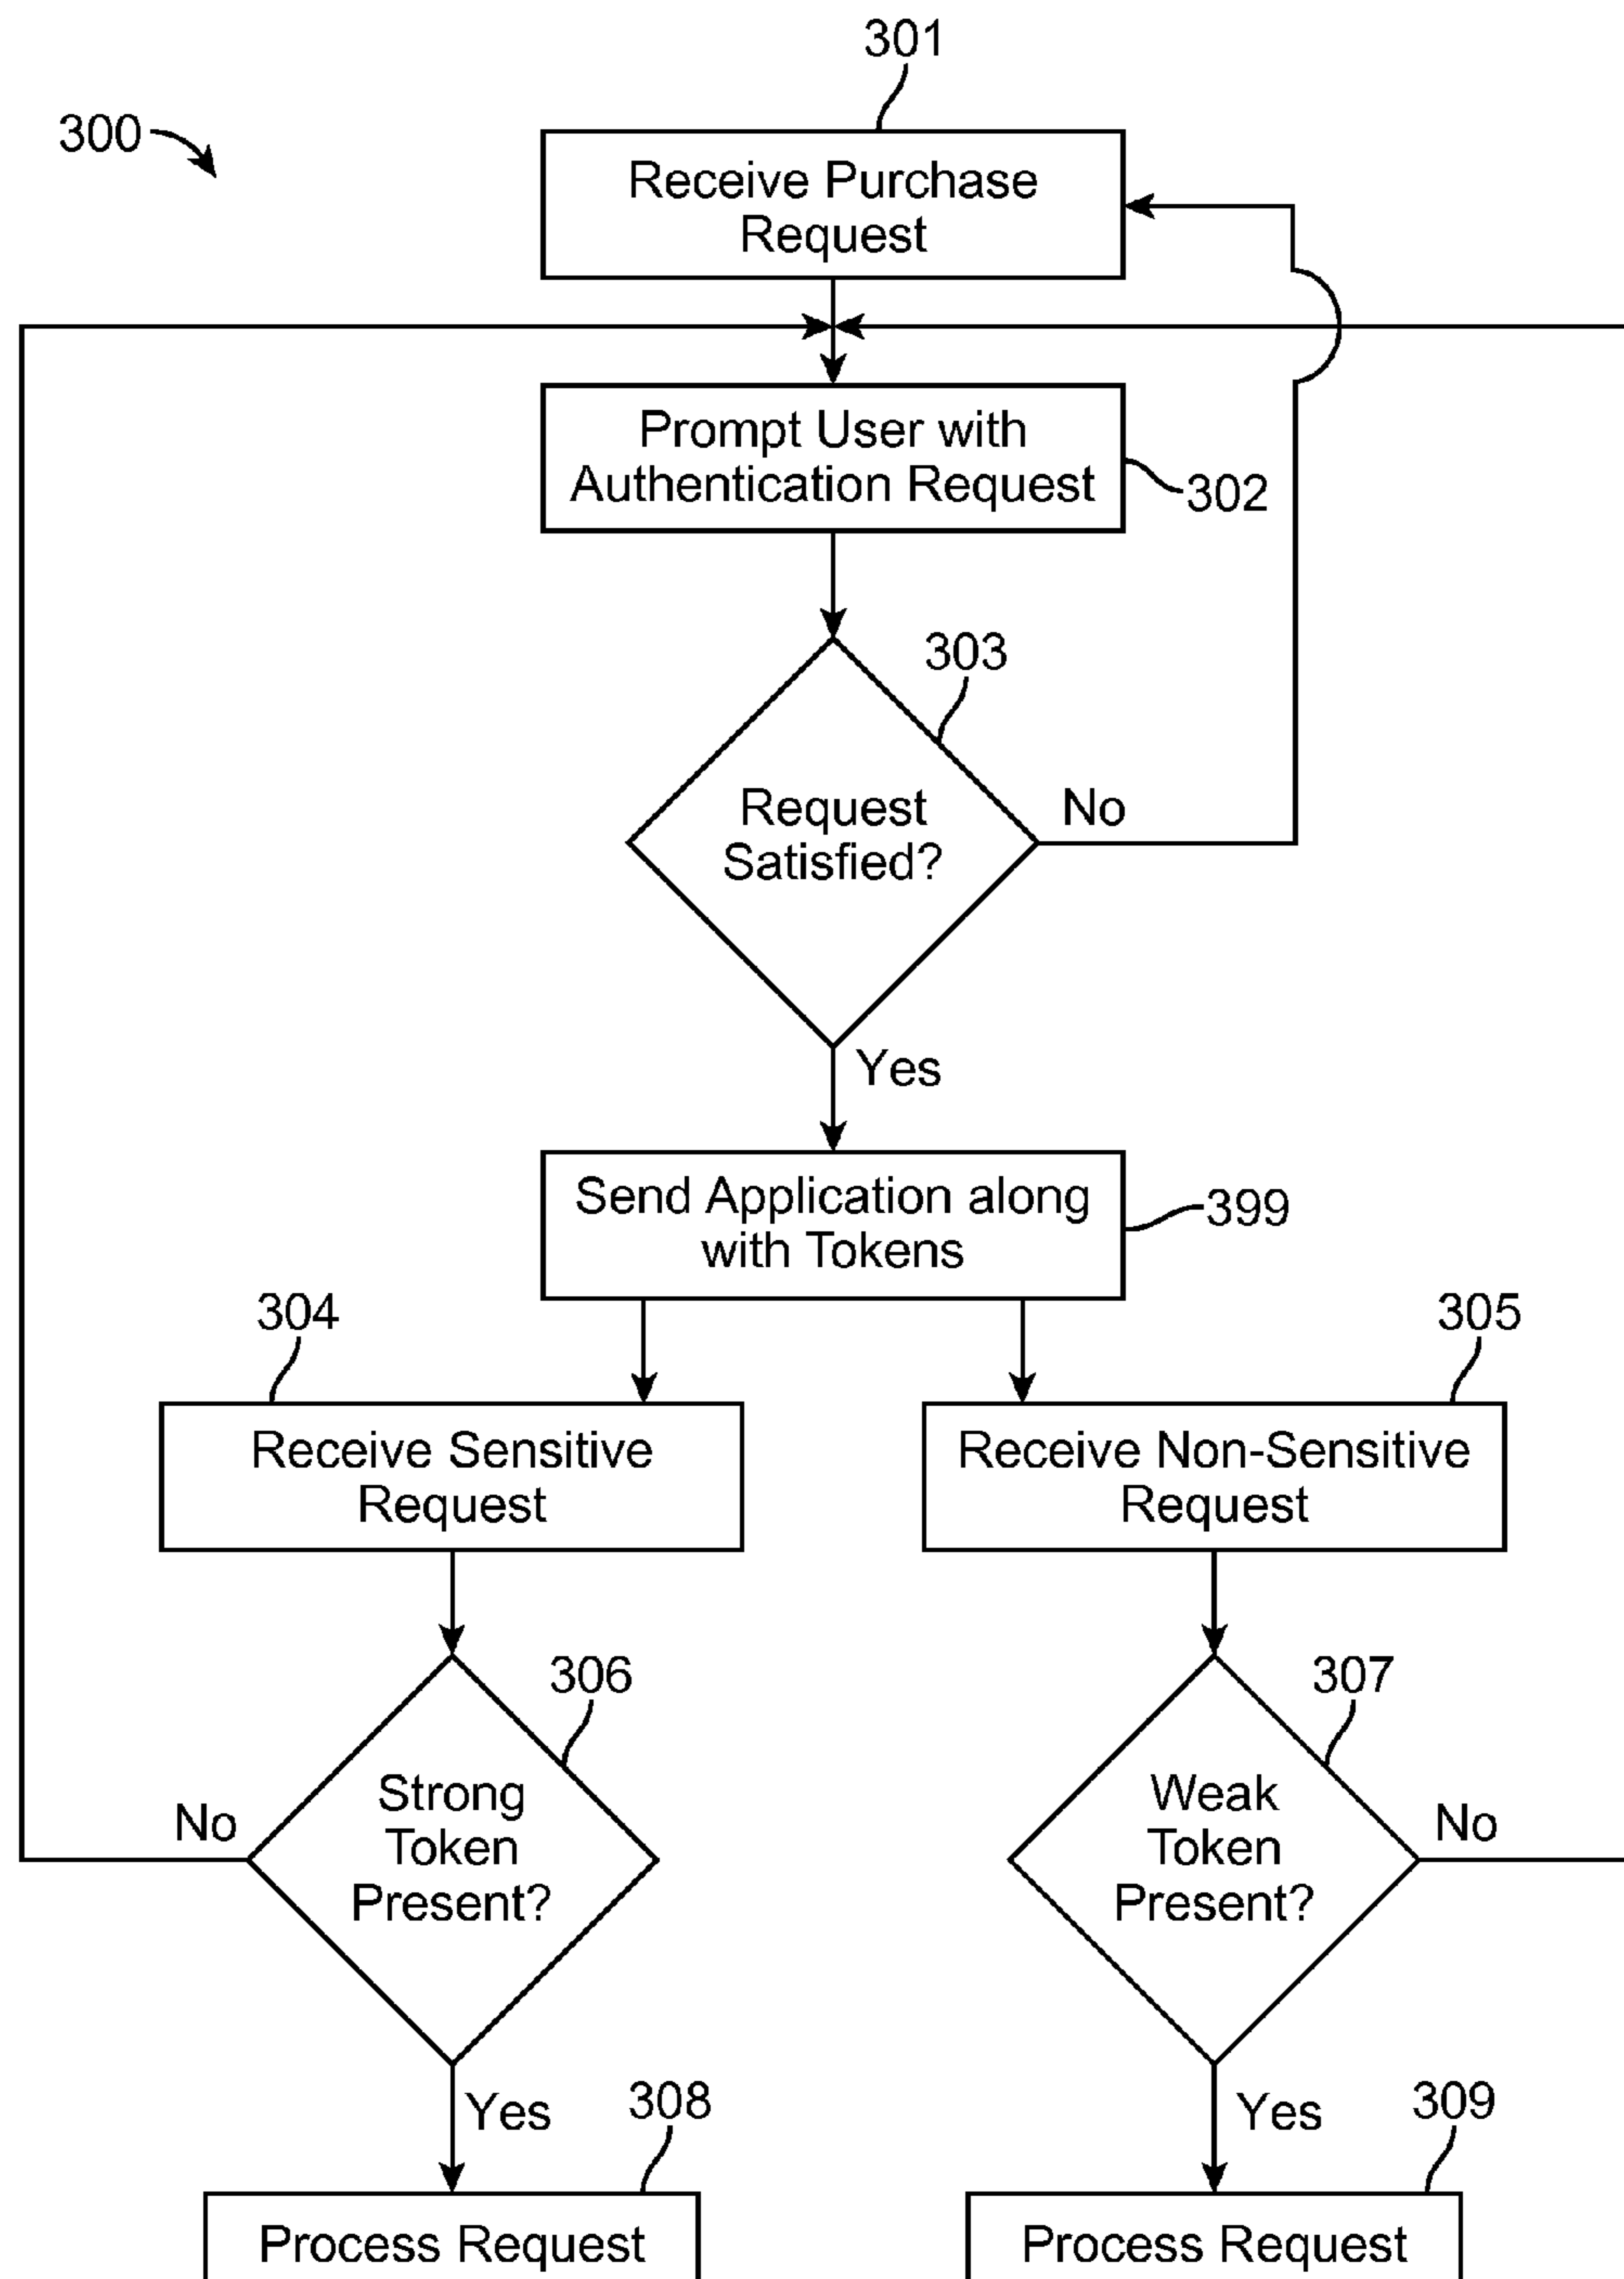 301
300
Receive Purchase
Request
Prompt User with
Authentication Request
302
303
Request
Satisfied?
No
Yes
Send Application along
with Tokens
399
304
305
Receive Sensitive
Request
Receive Non-Sensitive
Request
306
307
Strong
Token
Present?
No
Weak
Token
Present?
No
Yes
308
Yes
309
Process Request
Process Request